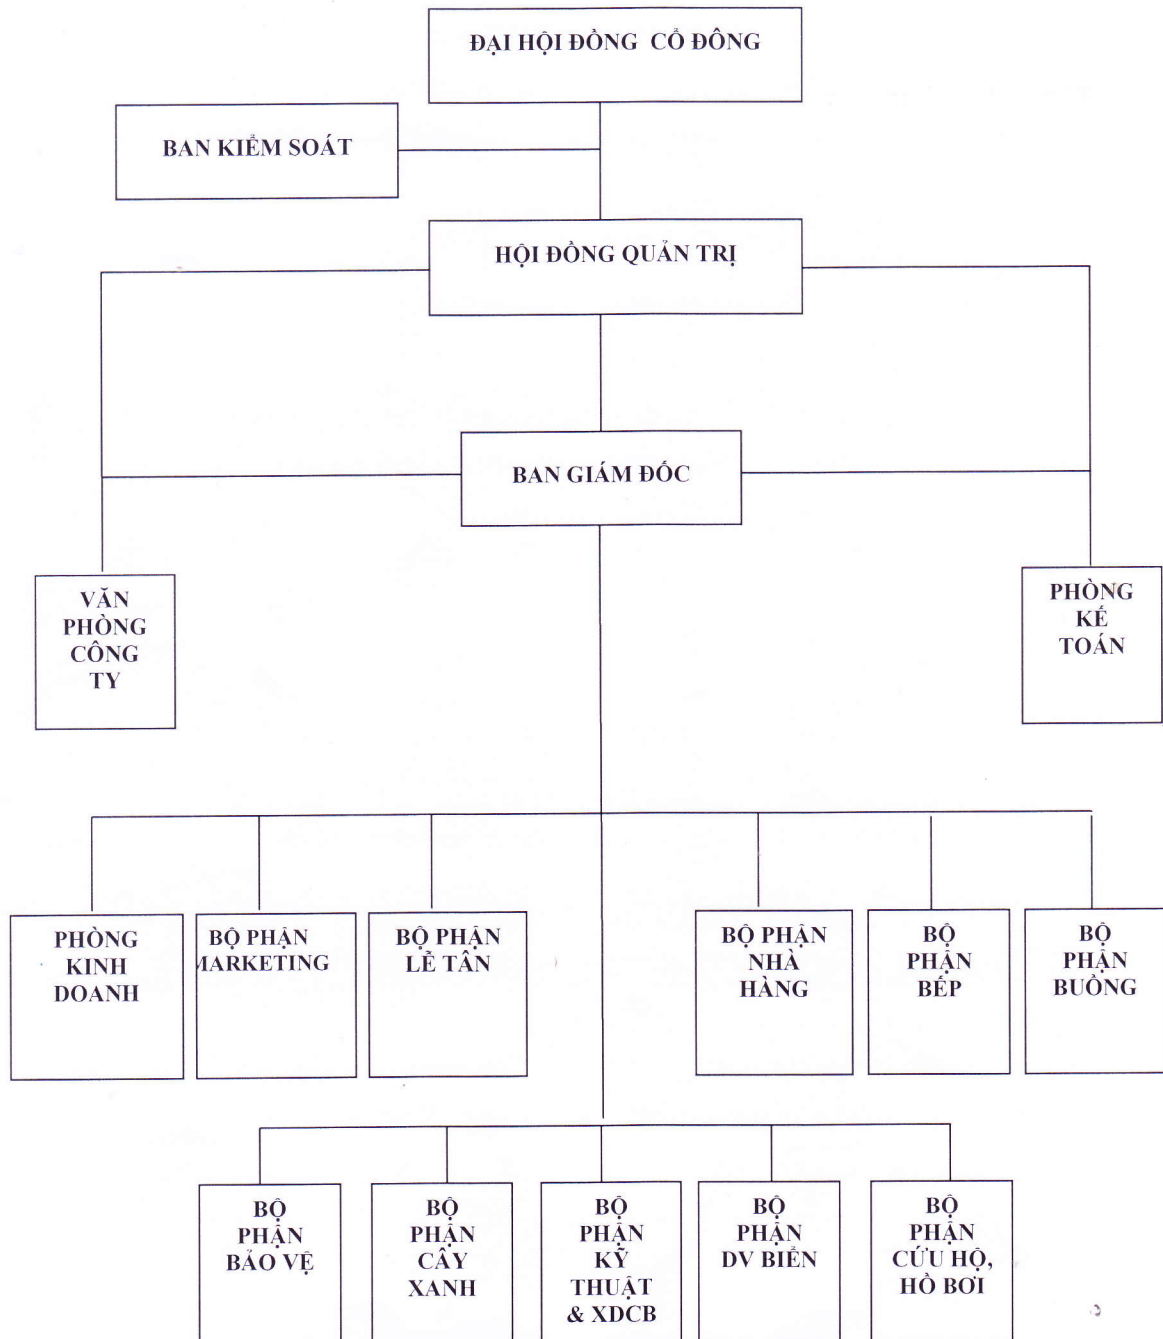 ĐẠI HỘI ĐỒNG CỔ ĐÔNG
BAN KIỂM SOÁT
HỘI ĐỒNG QUẢN TRỊ
BAN GIÁM ĐỐC
VĂN
PHÒNG
CÔNG
TY
PHÒNG
KẾ
TOÁN
PHÒNG
KINH
DOANH
BỘ PHẬN
MARKETING
BỘ PHẬN
LỄ TÂN
BỘ PHẬN
NHÀ
HÀNG
BỘ
PHẬN
BẾP
BỘ
PHẬN
BUỒNG
BỘ
PHẬN
BẢO VỆ
BỘ
PHẬN
CÂY
XANH
BỘ
PHẬN
KỸ
THUẬT
& XDCB
BỘ
PHẬN
DV BIỂN
BỘ
PHẬN
CỨU HỘ,
HỒ BƠI